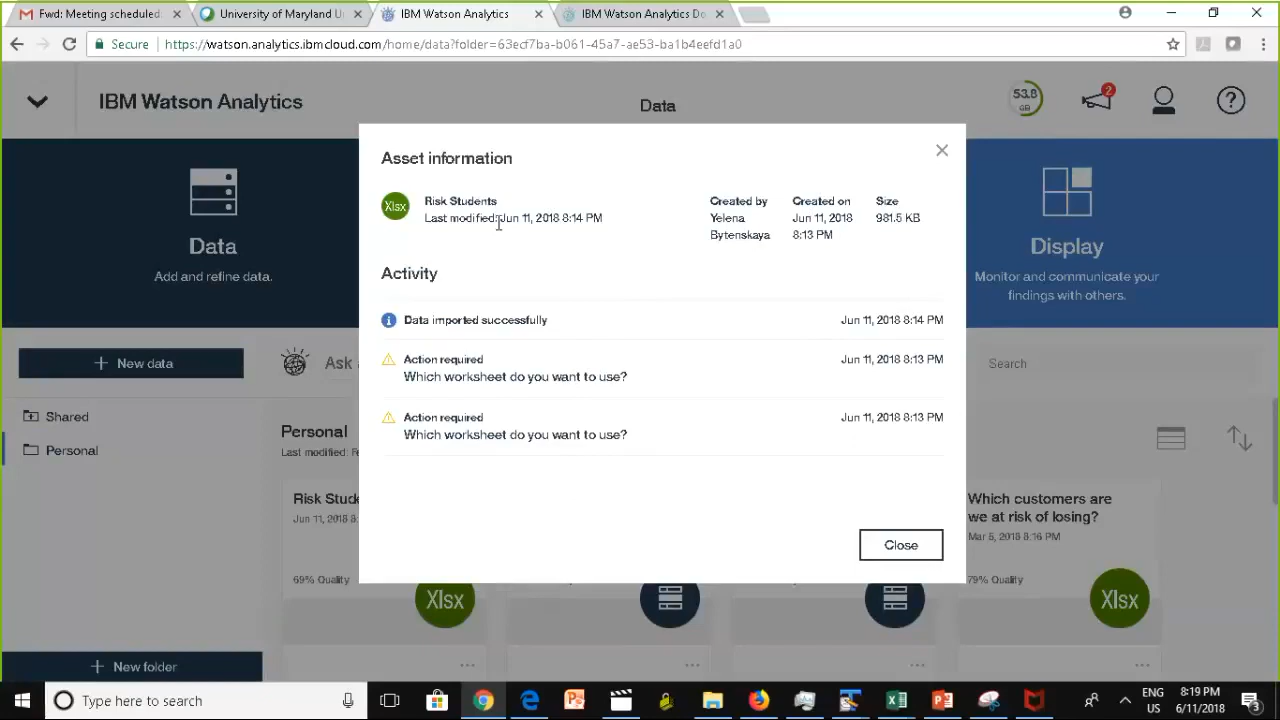 Fwd: Meeting scheduled
University of Maryland U
IBM Watson Analytics
IBM Watson Analytics Do
Secure
https://watson.analytics.ibmcloud.com/home/data?folder=63ecf7ba-b061-45a7-ae53-ba1b4eefd1a0
IBM Watson Analytics
Data
53.8
GB
2
Data
Add and refine data.
Display
Monitor and communicate your
findings with others.
Asset information
Xlsx
Risk Students
Last modified: Jun 11, 2018 8:14 PM
Created by
Yelena
Bytenskaya
Created on
Jun 11, 2018
8:13 PM
Size
981.5 KB
Activity
Data imported successfully
Jun 11, 2018 8:14 PM
Action required
Jun 11, 2018 8:13 PM
Which worksheet do you want to use?
Action required
Jun 11, 2018 8:13 PM
Which worksheet do you want to use?
Close
New data
Ask
Search
Shared
Personal
New folder
Personal
Last modified: Fe
Risk Stud
Jun 11, 2018 8:
69% Quality
Xlsx
Which customers are
we at risk of losing?
Mar 5, 2018 8:16 PM
79% Quality
Xlsx
Type here to search
ENG
US
8:19 PM
6/11/2018
3